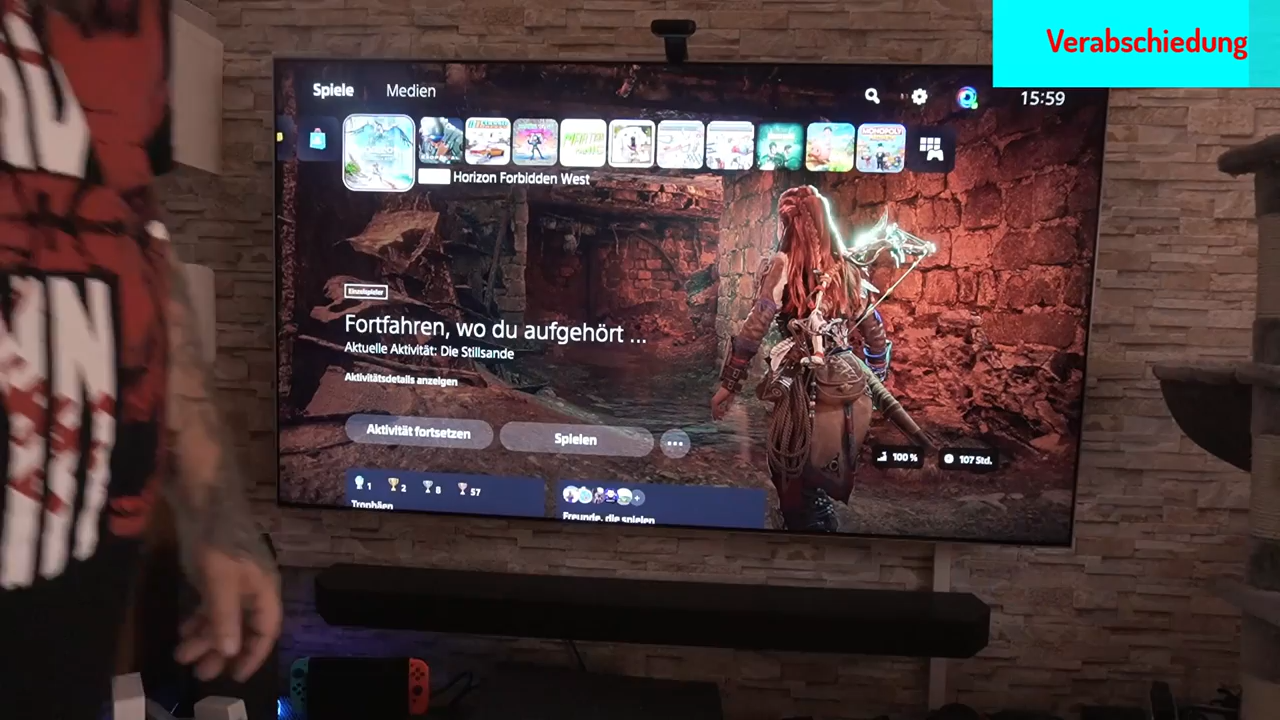 Verabschiedung
Spiele
Medien
15:59
Horizon Forbidden West
Einzelspieler
Fortfahren, wo du aufgehört ...
Aktuelle Aktivität: Die Stillsande
Aktivitätsdetails anzeigen
Aktivität fortsetzen
Spielen
100 %
107 Std.
1
2
8
57
Trophäen
Freunde, die spielen
MONOPOLY